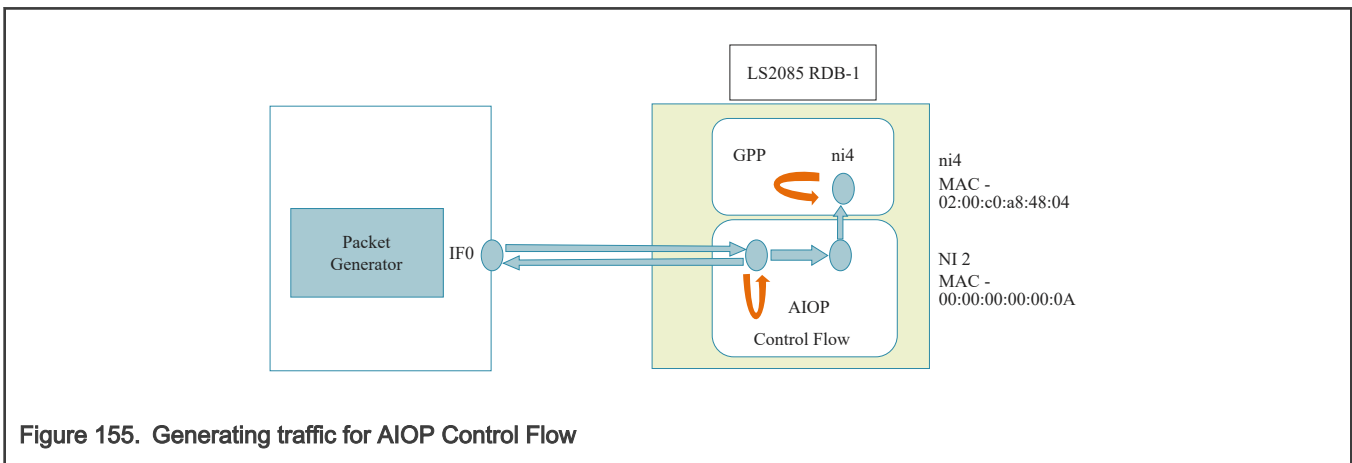 LS2085 RDB-1
GPP
ni4
ni4
MAC -
02:00:c0:a8:48:04
Packet
Generator
IF0
NI 2
MAC -
00:00:00:00:00:0A
AIOP
Control Flow
Figure 155. Generating traffic for AIOP Control Flow